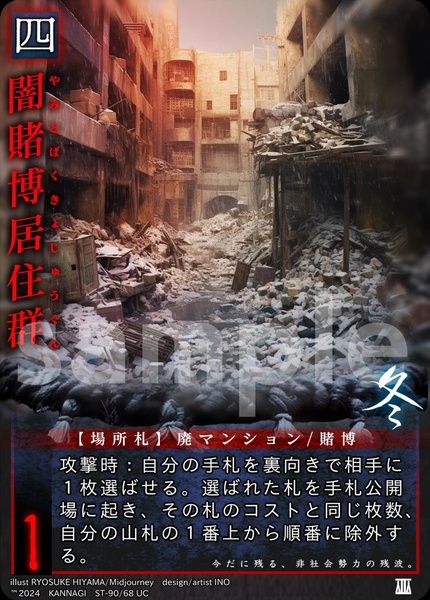 四
闇賭博居住群
やみとばくきょじゅうぐん
sample
冬
【場所札】廃マンション/賭博
攻撃時：自分の手札を裏向きで相手に
１枚選ばせる。選ばれた札を手札公開
場に起き、その札のコストと同じ枚数、
自分の山札の１番上から順番に除外す
る。
1
今だに残る、非社会勢力の残波。
illust RYOSUKE HIYAMA/Midjourney design/artist INO
™2024 KANNAGI ST-90/68 UC